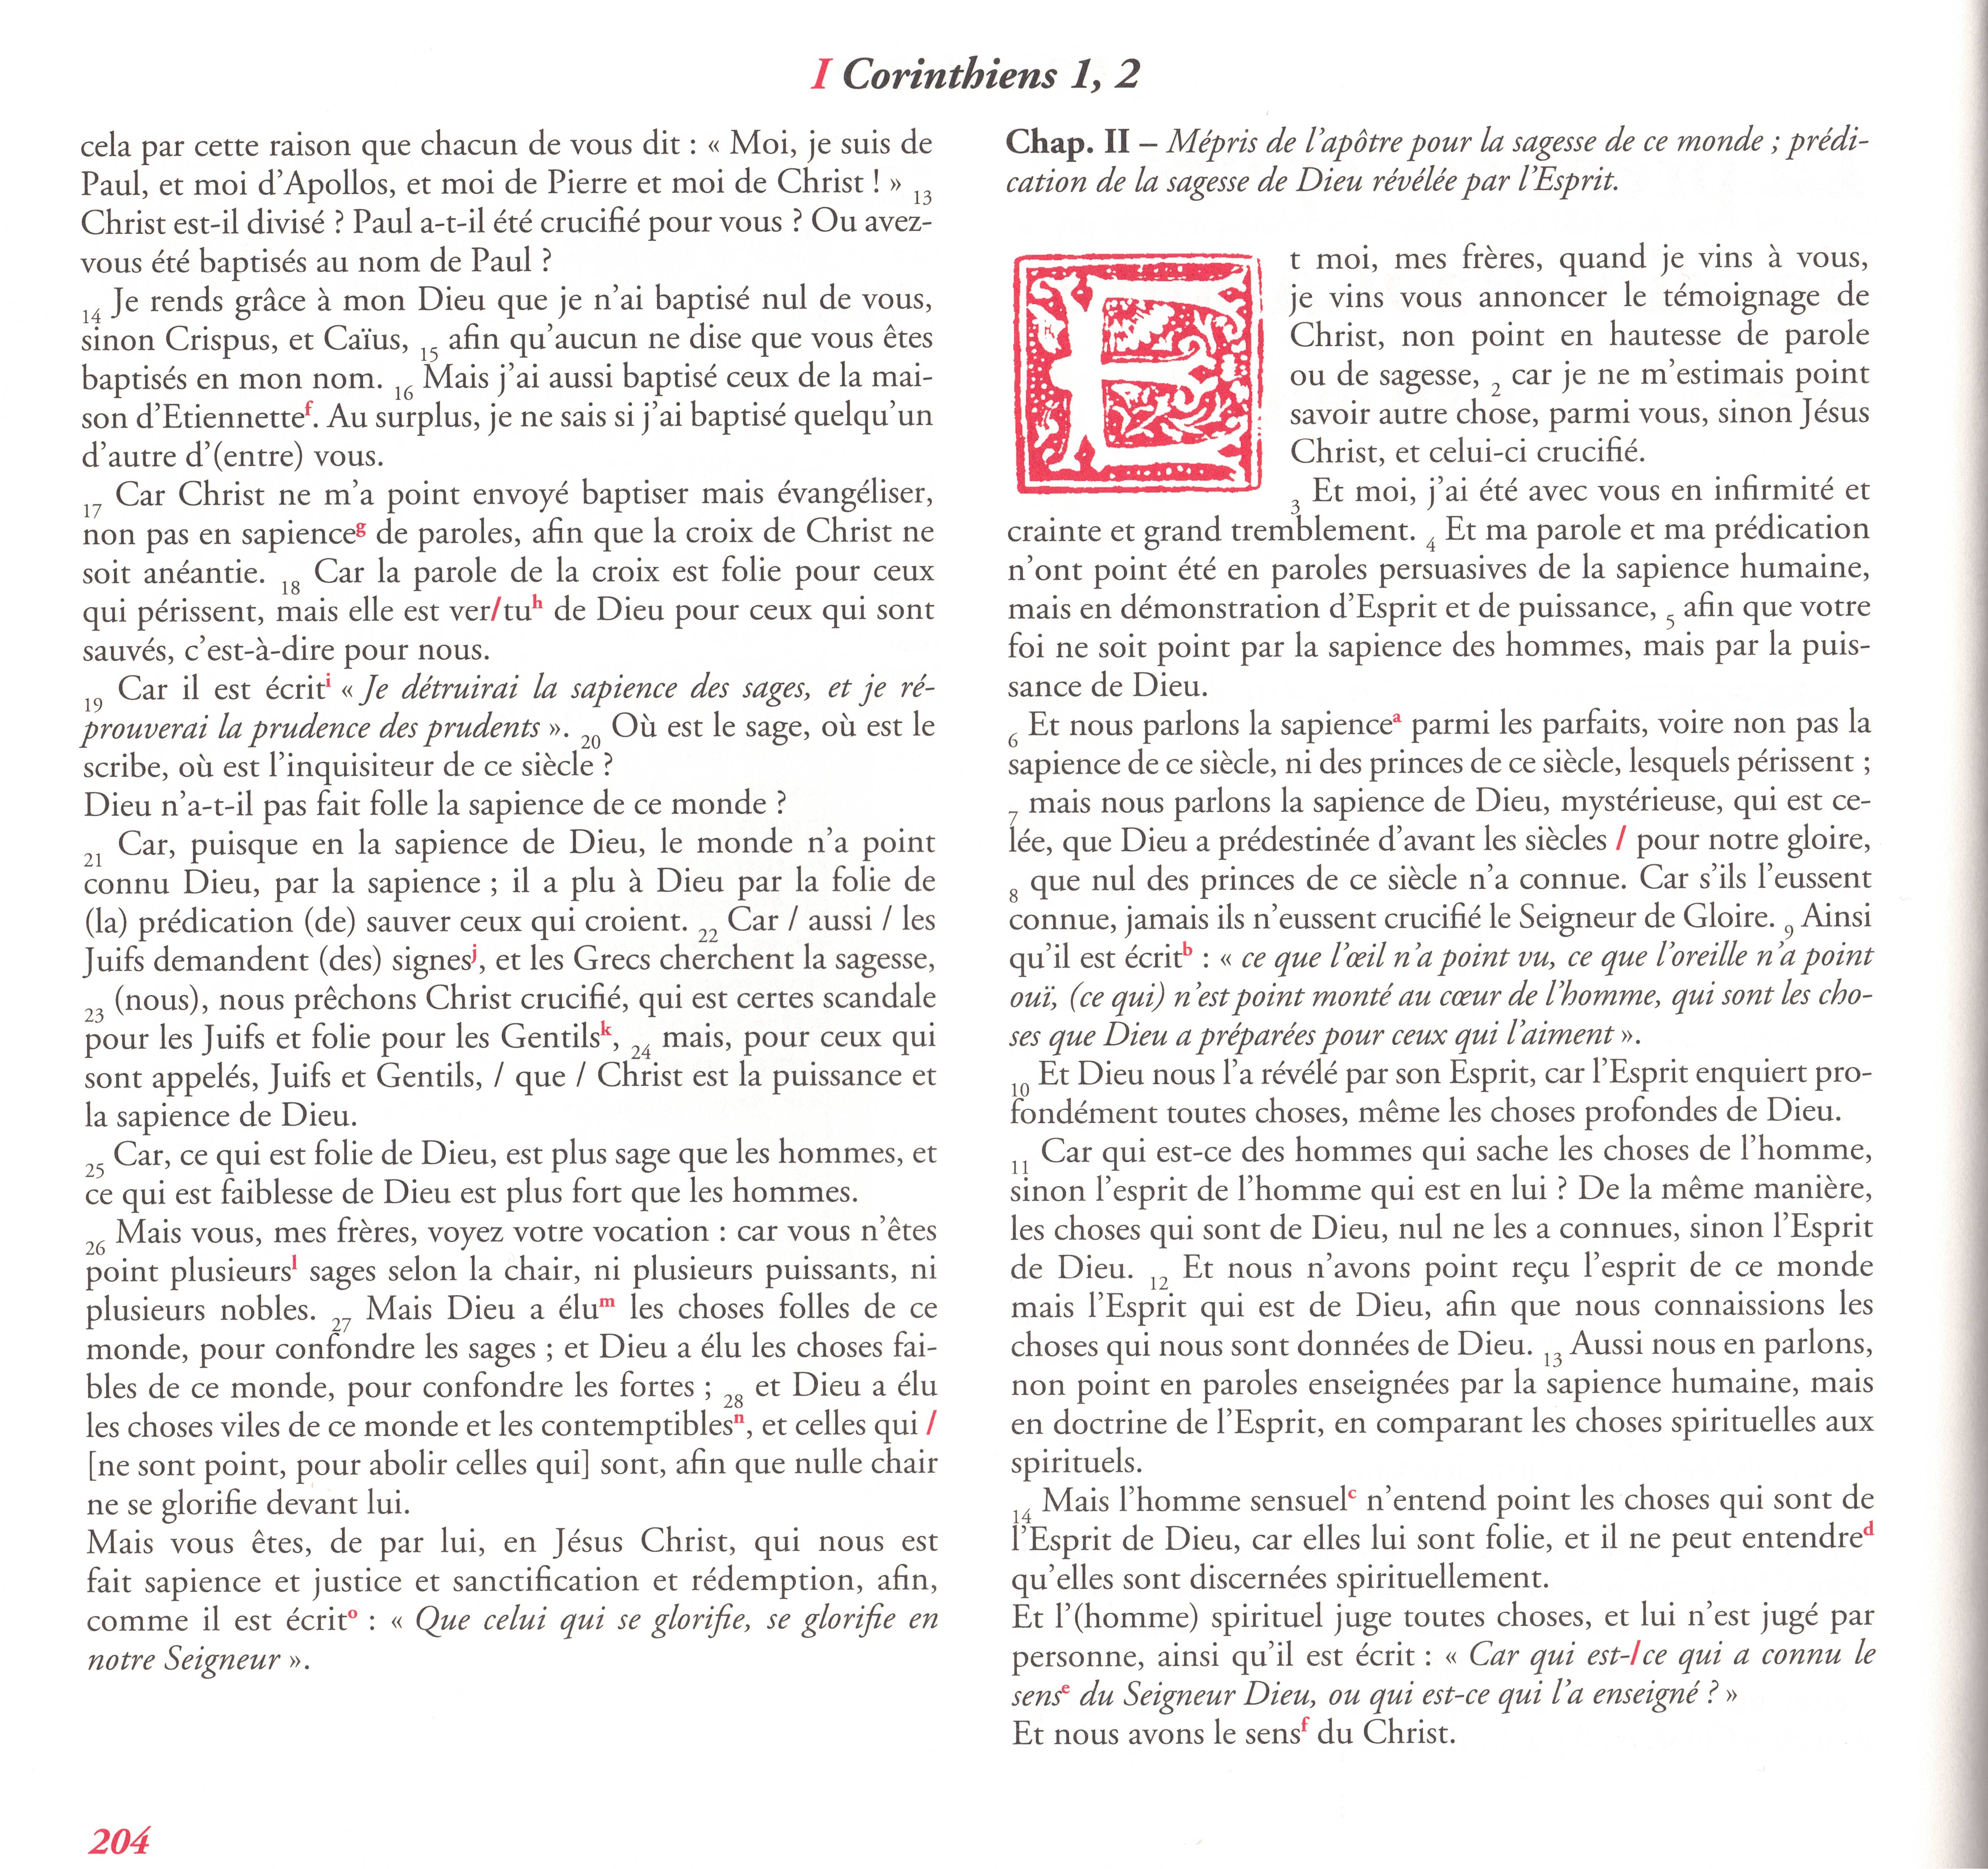 I Corinthiens 1, 2
cela par cette raison que chacun de vous dit : « Moi, je suis de
Paul, et moi d'Apollos, et moi de Pierre et moi de Christ ! » 13
Christ est-il divisé ? Paul a-t-il été crucifié pour vous ? Ou avez-
vous été baptisés au nom de Paul ?
14 Je rends grâce à mon Dieu que je n'ai baptisé nul de vous,
sinon Crispus, et Caïus, 15 afin qu'aucun ne dise que vous êtes
baptisés en mon nom. 16 Mais j'ai aussi baptisé ceux de la mai-
son d'Etiennette f. Au surplus, je ne sais si j'ai baptisé quelqu'un
d'autre d'(entre) vous.
17 Car Christ ne m'a point envoyé baptiser mais évangéliser,
non pas en sapience g de paroles, afin que la croix de Christ ne
soit anéantie. 18 Car la parole de la croix est folie pour ceux
qui périssent, mais elle est ver/tu h de Dieu pour ceux qui sont
sauvés, c'est-à-dire pour nous.
19 Car il est écrit i « Je détruirai la sapience des sages, et je ré-
prouverai la prudence des prudents ». 20 Où est le sage, où est le
scribe, où est l'inquisiteur de ce siècle ?
Dieu n'a-t-il pas fait folle la sapience de ce monde ?
21 Car, puisque en la sapience de Dieu, le monde n'a point
connu Dieu, par la sapience ; il a plu à Dieu par la folie de
(la) prédication (de) sauver ceux qui croient. 22 Car / aussi / les
Juifs demandent (des) signes j, et les Grecs cherchent la sagesse,
23 (nous), nous prêchons Christ crucifié, qui est certes scandale
pour les Juifs et folie pour les Gentils k, 24 mais, pour ceux qui
sont appelés, Juifs et Gentils, / que / Christ est la puissance et
la sapience de Dieu.
25 Car, ce qui est folie de Dieu, est plus sage que les hommes, et
ce qui est faiblesse de Dieu est plus fort que les hommes.
26 Mais vous, mes frères, voyez votre vocation : car vous n'êtes
point plusieurs l sages selon la chair, ni plusieurs puissants, ni
plusieurs nobles. 27 Mais Dieu a élu m les choses folles de ce
monde, pour confondre les sages ; et Dieu a élu les choses fai-
bles de ce monde, pour confondre les fortes ; 28 et Dieu a élu
les choses viles de ce monde et les contemptibles n, et celles qui /
[ne sont point, pour abolir celles qui] sont, afin que nulle chair
ne se glorifie devant lui.
Mais vous êtes, de par lui, en Jésus Christ, qui nous est
fait sapience et justice et sanctification et rédemption, afin,
comme il est écrit o : « Que celui qui se glorifie, se glorifie en
notre Seigneur ».
204
Chap. II – Mépris de l'apôtre pour la sagesse de ce monde ; prédi-
cation de la sagesse de Dieu révélée par l'Esprit.
Et moi, mes frères, quand je vins à vous,
je vins vous annoncer le témoignage de
Christ, non point en hautesse de parole
ou de sagesse, 2 car je ne m'estimais point
savoir autre chose, parmi vous, sinon Jésus
Christ, et celui-ci crucifié.
3 Et moi, j'ai été avec vous en infirmité et
crainte et grand tremblement. 4 Et ma parole et ma prédication
n'ont point été en paroles persuasives de la sapience humaine,
mais en démonstration d'Esprit et de puissance, 5 afin que votre
foi ne soit point par la sapience des hommes, mais par la puis-
sance de Dieu.
6 Et nous parlons la sapience a parmi les parfaits, voire non pas la
sapience de ce siècle, ni des princes de ce siècle, lesquels périssent ;
7 mais nous parlons la sapience de Dieu, mystérieuse, qui est ce-
lée, que Dieu a prédestinée d'avant les siècles / pour notre gloire,
8 que nul des princes de ce siècle n'a connue. Car s'ils l'eussent
connue, jamais ils n'eussent crucifié le Seigneur de Gloire. 9 Ainsi
qu'il est écrit b : « ce que l'œil n'a point vu, ce que l'oreille n'a point
ouï, (ce qui) n'est point monté au cœur de l'homme, qui sont les cho-
ses que Dieu a préparées pour ceux qui l'aiment ».
10 Et Dieu nous l'a révélé par son Esprit, car l'Esprit enquiert pro-
fondément toutes choses, même les choses profondes de Dieu.
11 Car qui est-ce des hommes qui sache les choses de l'homme,
sinon l'esprit de l'homme qui est en lui ? De la même manière,
les choses qui sont de Dieu, nul ne les a connues, sinon l'Esprit
de Dieu. 12 Et nous n'avons point reçu l'esprit de ce monde
mais l'Esprit qui est de Dieu, afin que nous connaissions les
choses qui nous sont données de Dieu. 13 Aussi nous en parlons,
non point en paroles enseignées par la sapience humaine, mais
en doctrine de l'Esprit, en comparant les choses spirituelles aux
spirituels.
14 Mais l'homme sensuel c n'entend point les choses qui sont de
l'Esprit de Dieu, car elles lui sont folie, et il ne peut entendre d
qu'elles sont discernées spirituellement.
Et l'(homme) spirituel juge toutes choses, et lui n'est jugé par
personne, ainsi qu'il est écrit : « Car qui est-/ce qui a connu le
sens e du Seigneur Dieu, ou qui est-ce qui l'a enseigné ? »
Et nous avons le sens f du Christ.